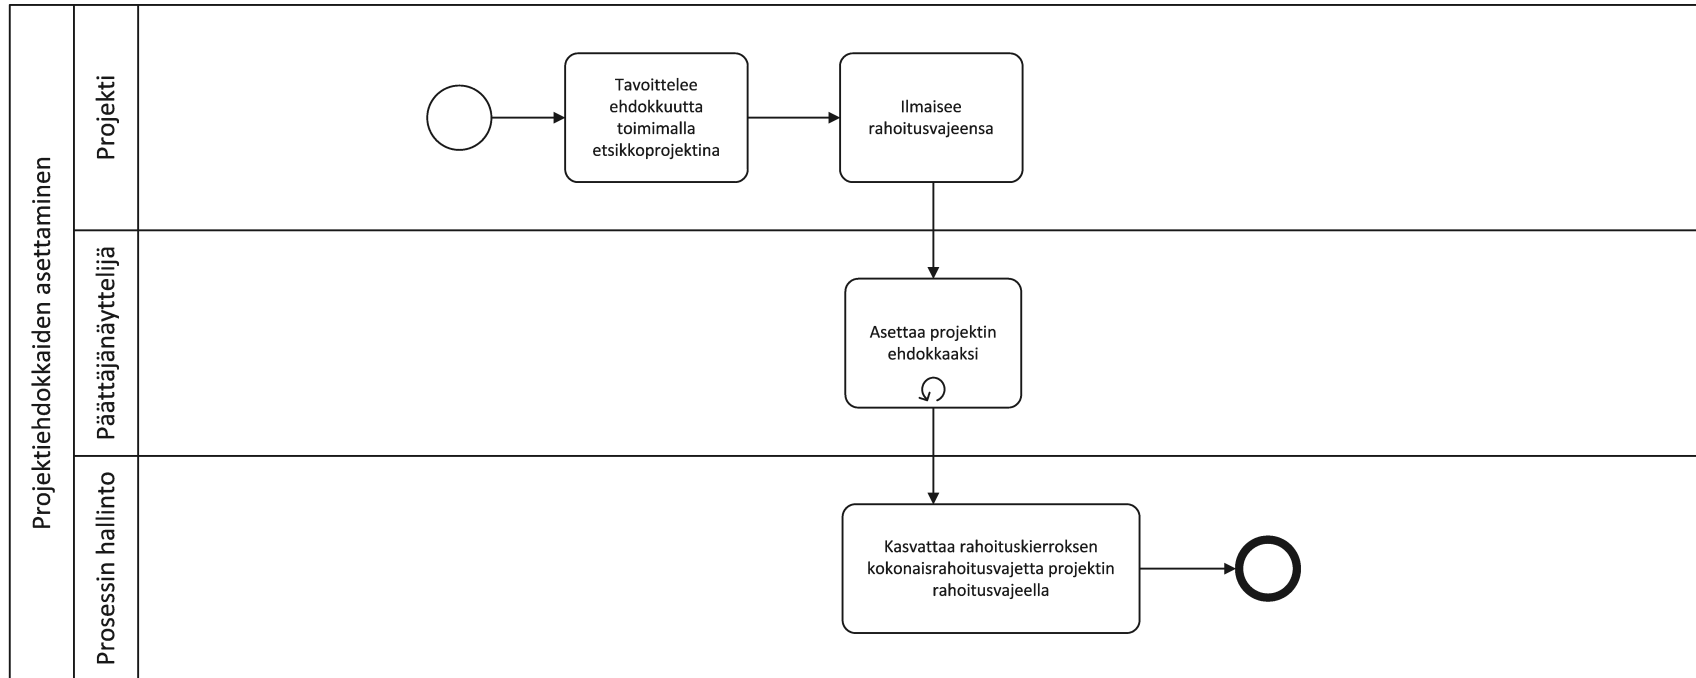 Projektiehdokkaiden asettaminen
Projekti
Tavoittelee
ehdokkuutta
toimimalla
etsikkoprojektina
Ilmaisee
rahoitusvajeensa
Päättäjänäyttelijä
Asettaa projektin
ehdokkaaksi
Prosessin hallinto
Kasvattaa rahoituskierroksen
kokonaisrahoitusvajetta projektin
rahoitusvajeella